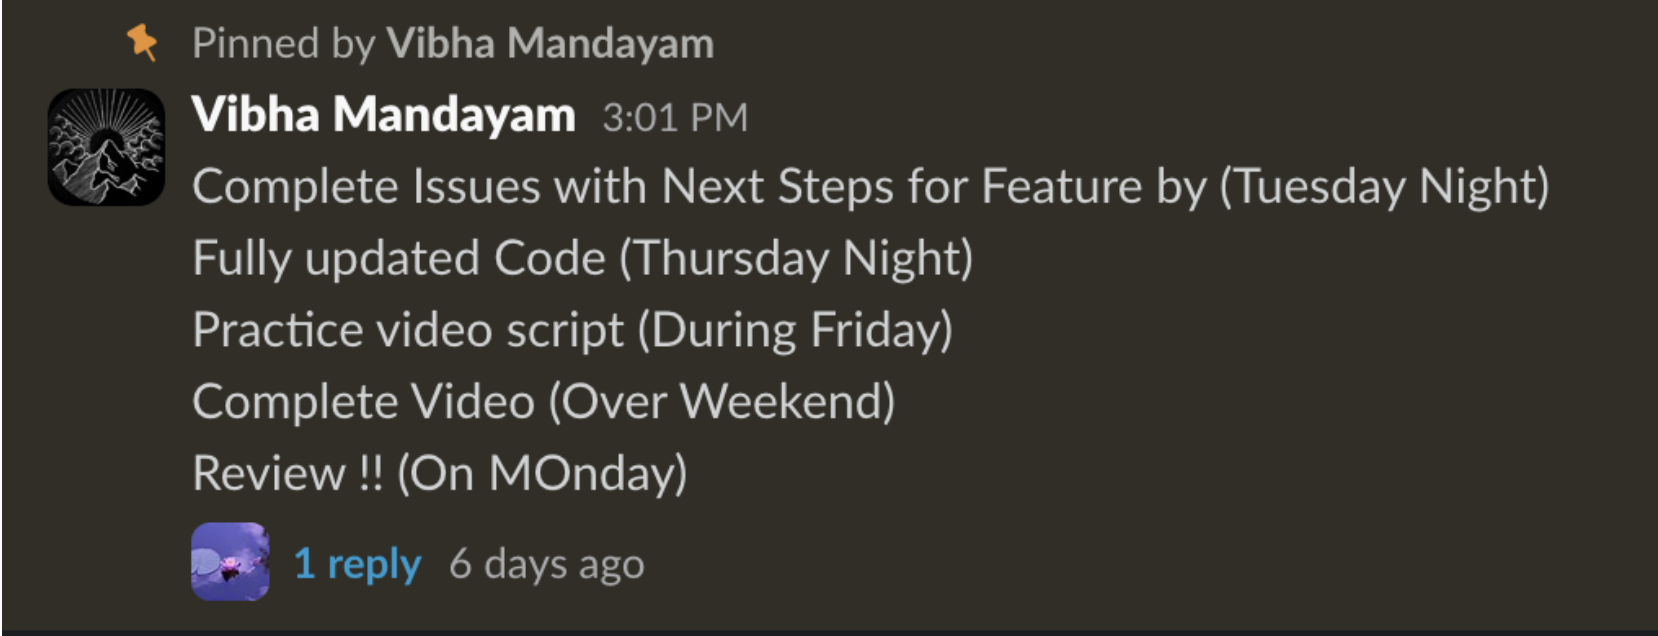 Pinned by Vibha Mandayam
Vibha Mandayam 3:01 PM
Complete Issues with Next Steps for Feature by (Tuesday Night)
Fully updated Code (Thursday Night)
Practice video script (During Friday)
Complete Video (Over Weekend)
Review !! (On MOnday)
1 reply 6 days ago